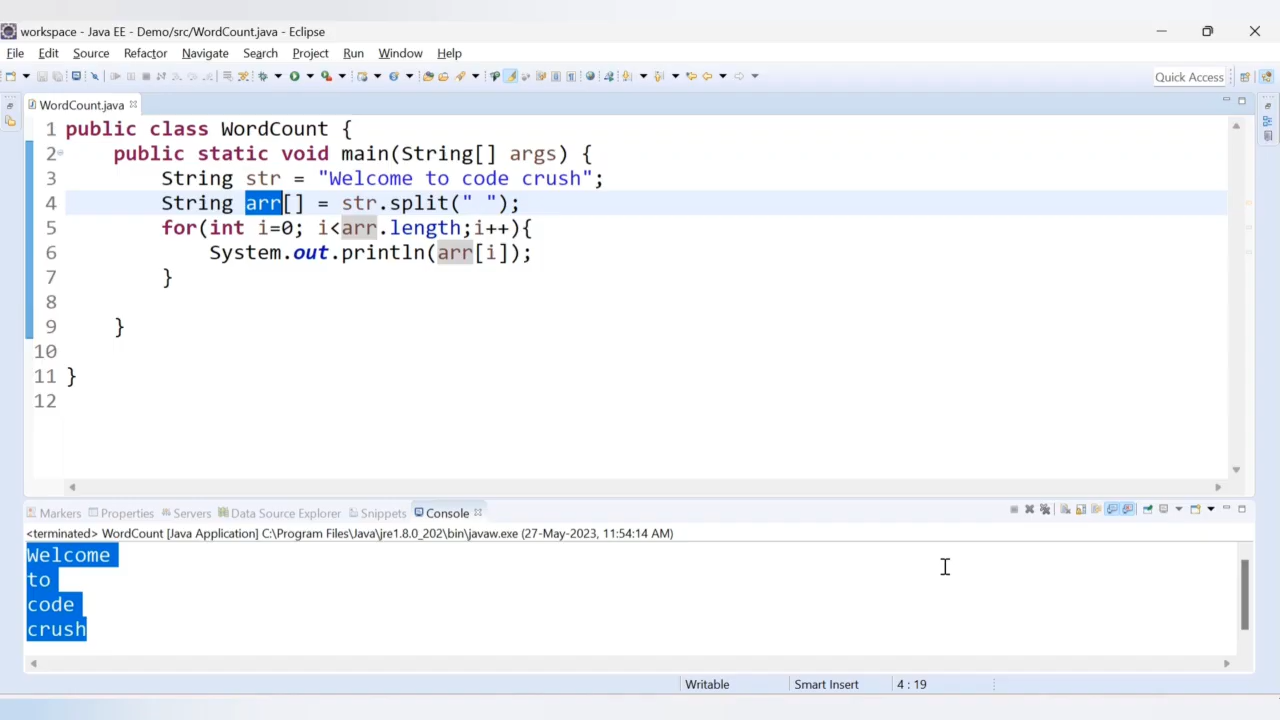 workspace - Java EE - Demo/src/WordCount.java - Eclipse
File Edit Source Refactor Navigate Search Project Run Window Help
Quick Access
WordCount.java
1 public class WordCount {
2     public static void main(String[] args) {
3         String str = "Welcome to code crush";
4         String arr[] = str.split(" ");
5         for(int i=0; i<arr.length;i++){
6             System.out.println(arr[i]);
7         }
8
9     }
10
11 }
12
Markers Properties Servers Data Source Explorer Snippets Console
<terminated> WordCount [Java Application] C:\Program Files\Java\jre1.8.0_202\bin\javaw.exe (27-May-2023, 11:54:14 AM)
Welcome
to
code
crush
Writable Smart Insert 4 : 19